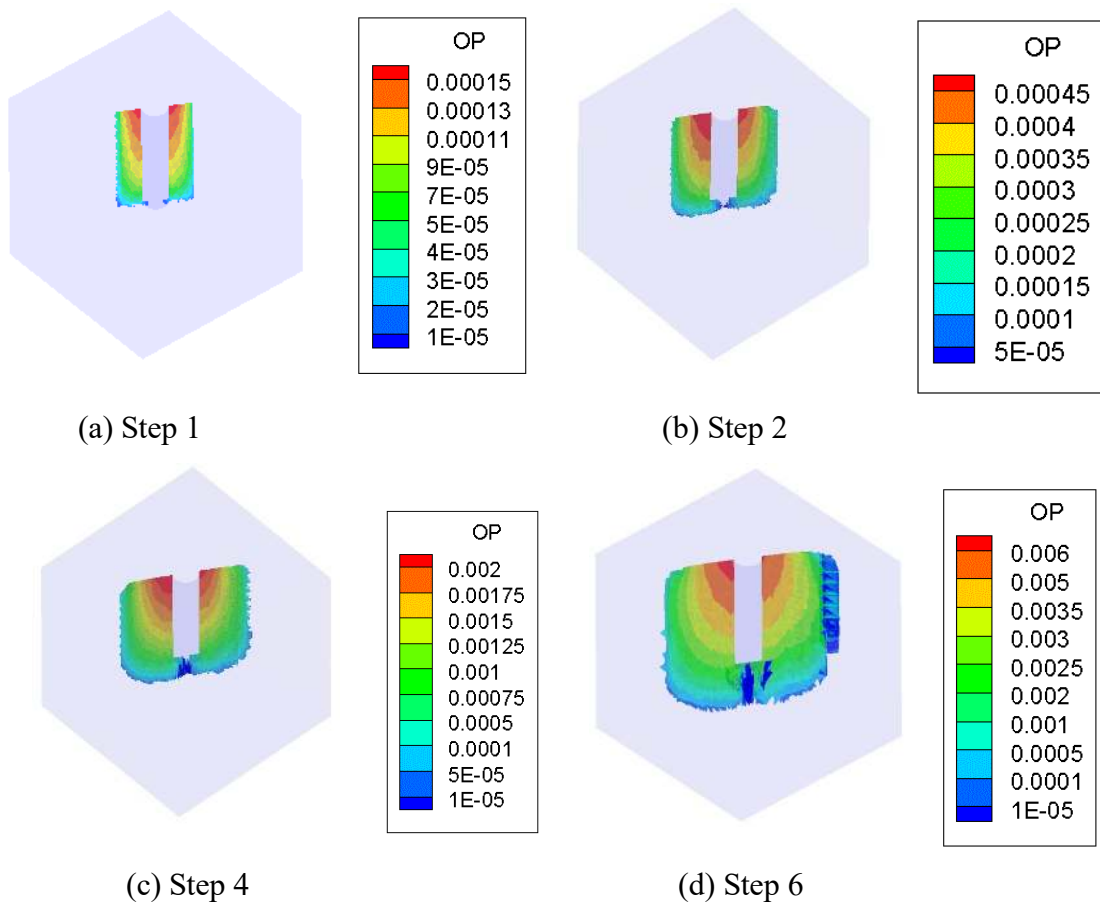 OP
0.00015
0.00013
0.00011
9E-05
7E-05
5E-05
4E-05
3E-05
2E-05
1E-05
(a) Step 1
OP
0.00045
0.0004
0.00035
0.0003
0.00025
0.0002
0.00015
0.0001
5E-05
(b) Step 2
OP
0.002
0.00175
0.0015
0.00125
0.001
0.00075
0.0005
0.0001
5E-05
1E-05
(c) Step 4
OP
0.006
0.005
0.0035
0.003
0.0025
0.002
0.001
0.0005
0.0001
1E-05
(d) Step 6